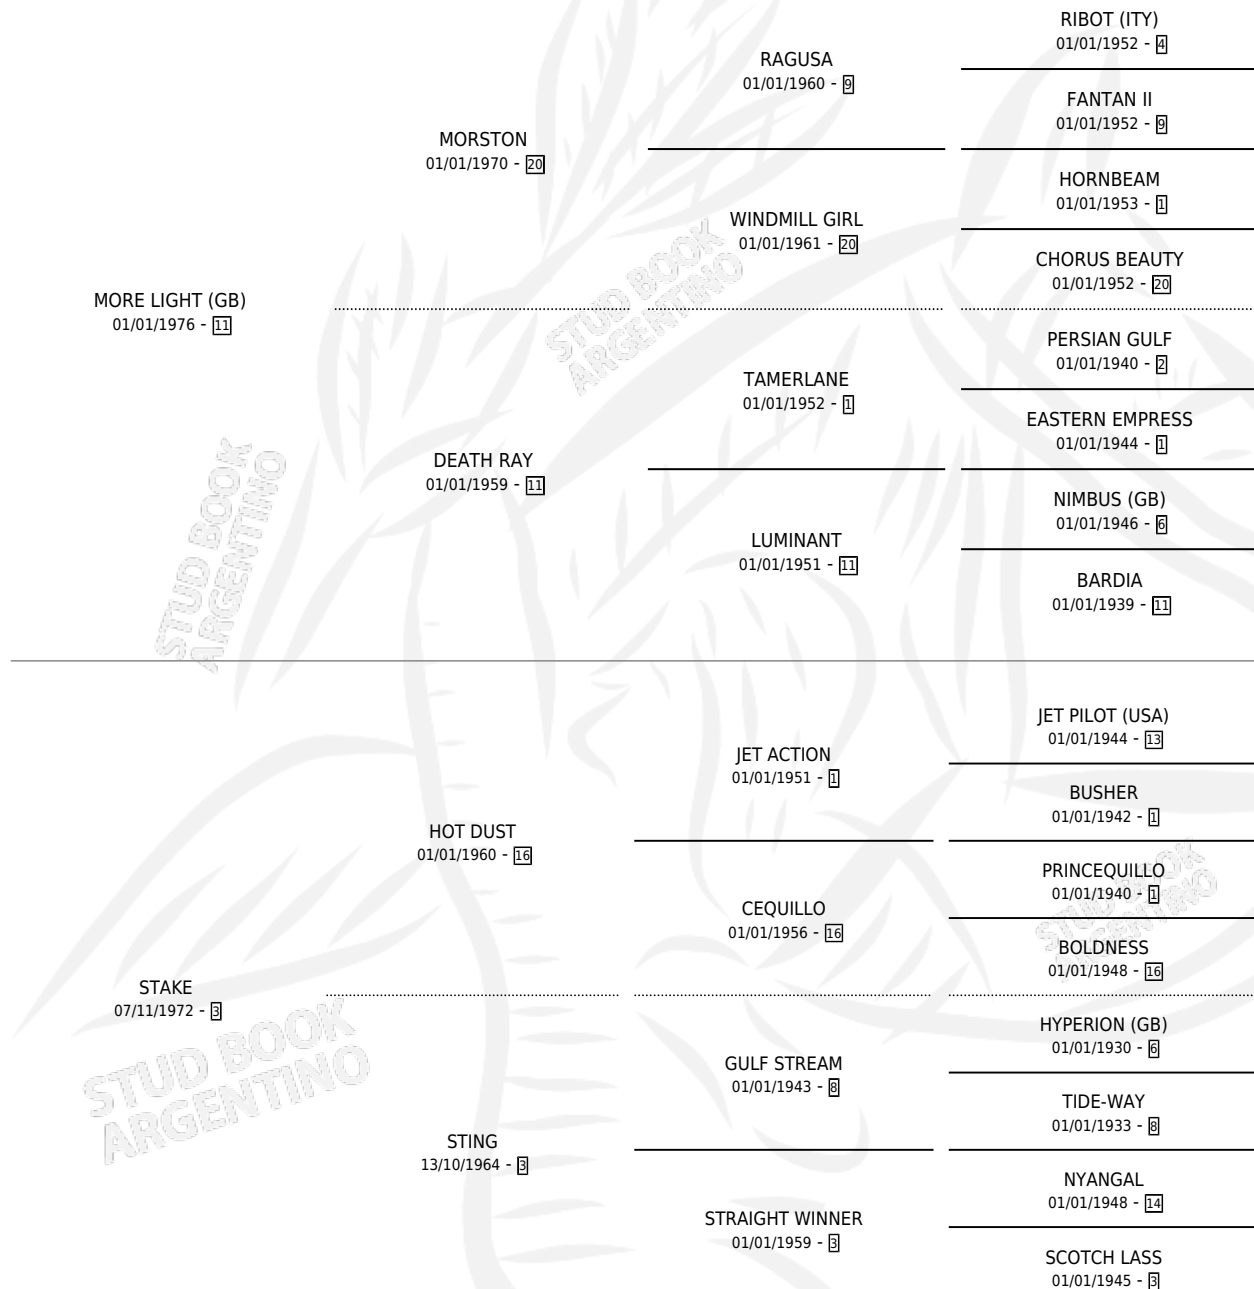 RIBOT (ITY)
01/01/1952 - 4
RAGUSA
01/01/1960 - 9
FANTAN II
01/01/1952 - 9
MORSTON
01/01/1970 - 20
HORNBEAM
01/01/1953 - 1
WINDMILL GIRL
01/01/1961 - 20
CHORUS BEAUTY
01/01/1952 - 20
MORE LIGHT (GB)
01/01/1976 - 11
PERSIAN GULF
01/01/1940 - 2
TAMERLANE
01/01/1952 - 1
EASTERN EMPRESS
01/01/1944 - 1
DEATH RAY
01/01/1959 - 11
NIMBUS (GB)
01/01/1946 - 6
LUMINANT
01/01/1951 - 11
BARDIA
01/01/1939 - 11
JET PILOT (USA)
01/01/1944 - 13
JET ACTION
01/01/1951 - 1
BUSHER
01/01/1942 - 1
HOT DUST
01/01/1960 - 16
PRINCEQUILLO
01/01/1940 - 1
CEQUILLO
01/01/1956 - 16
BOLDNESS
01/01/1948 - 16
STAKE
07/11/1972 - 3
HYPERION (GB)
01/01/1930 - 6
GULF STREAM
01/01/1943 - 8
TIDE-WAY
01/01/1933 - 8
STING
13/10/1964 - 3
NYANGAL
01/01/1948 - 14
STRAIGHT WINNER
01/01/1959 - 3
SCOTCH LASS
01/01/1945 - 3
STUD BOOK
ARGENTINO
STUD BOOK
ARGENTINO
STUD BOOK
ARGENTINO
STUD BOOK
ARGENTINO